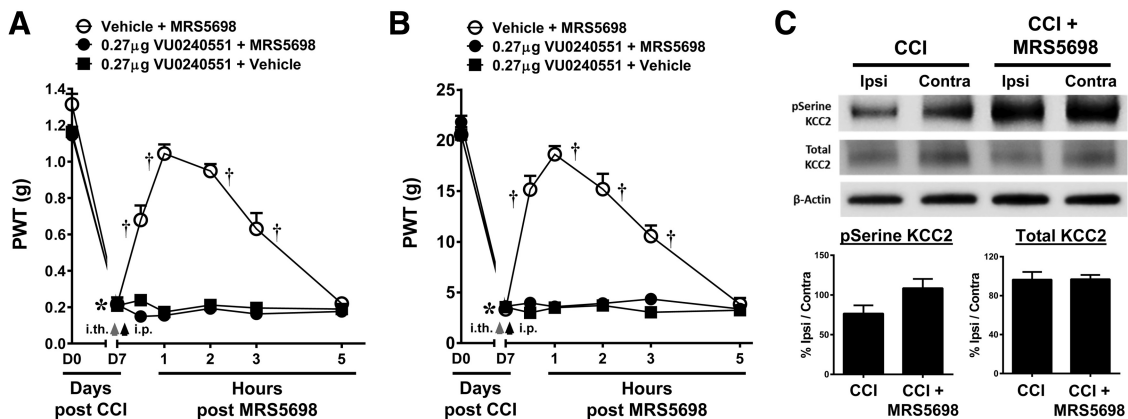 A
Vehicle + MRS5698
0.27µg VU0240551 + MRS5698
0.27µg VU0240551 + Vehicle
PWT (g)
1.4
1.2
1.0
0.8
0.6
0.4
0.2
0.0
†
†
†
†
*
i.th.
i.p.
D0
D7
1
2
3
5
Days
post CCI
Hours
post MRS5698
B
Vehicle + MRS5698
0.27µg VU0240551 + MRS5698
0.27µg VU0240551 + Vehicle
PWT (g)
25
20
15
10
5
0
†
†
†
*
i.th.
i.p.
D0
D7
1
2
3
5
Days
post CCI
Hours
post MRS5698
C
CCI
CCI +
MRS5698
Ipsi
Contra
Ipsi
Contra
pSerine
KCC2
Total
KCC2
β-Actin
pSerine KCC2
% Ipsi / Contra
150
100
50
0
CCI
CCI +
MRS5698
Total KCC2
% Ipsi / Contra
120
80
40
0
CCI
CCI +
MRS5698